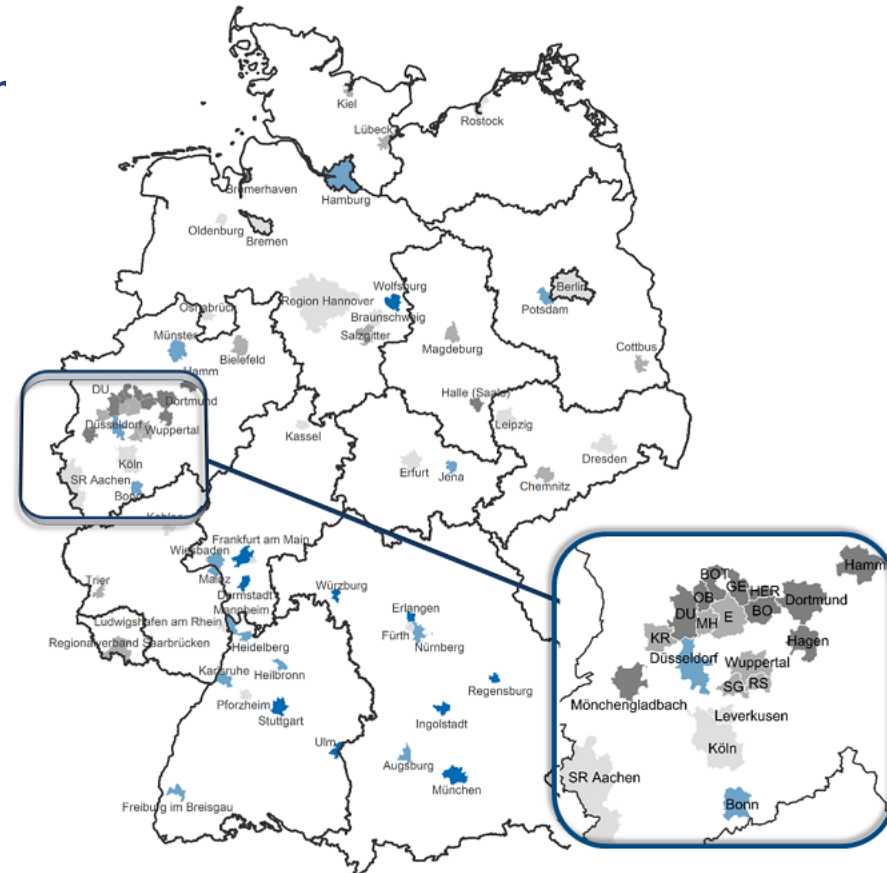 Kiel
Rostock
Lübeck
Bremerhaven
Hamburg
Oldenburg
Bremen
Wolfsburg
Region Hannover
Berlin
Osnabrück
Braunschweig
Potsdam
Münster
Salzgitter
Bielefeld
Magdeburg
Cottbus
Hamm
DU
Dortmund
Halle (Saale)
Leipzig
Düsseldorf
Wuppertal
Kassel
Köln
Erfurt
Dresden
SR Aachen
Jena
Chemnitz
Bonn
Koblenz
Frankfurt am Main
Wiesbaden
Trier
Mainz
Darmstadt
Würzburg
Mannheim
Erlangen
Ludwigshafen am Rhein
Fürth
Regionalverband Saarbrücken
Heidelberg
Nürnberg
Karlsruhe
Heilbronn
Regensburg
Pforzheim
Stuttgart
Ingolstadt
Ulm
Augsburg
München
Freiburg im Breisgau
Hamm
BOT
GE
HER
OB
Dortmund
DU
MH
E
BO
KR
Hagen
Düsseldorf
Wuppertal
SG
RS
Mönchengladbach
Leverkusen
Köln
SR Aachen
Bonn